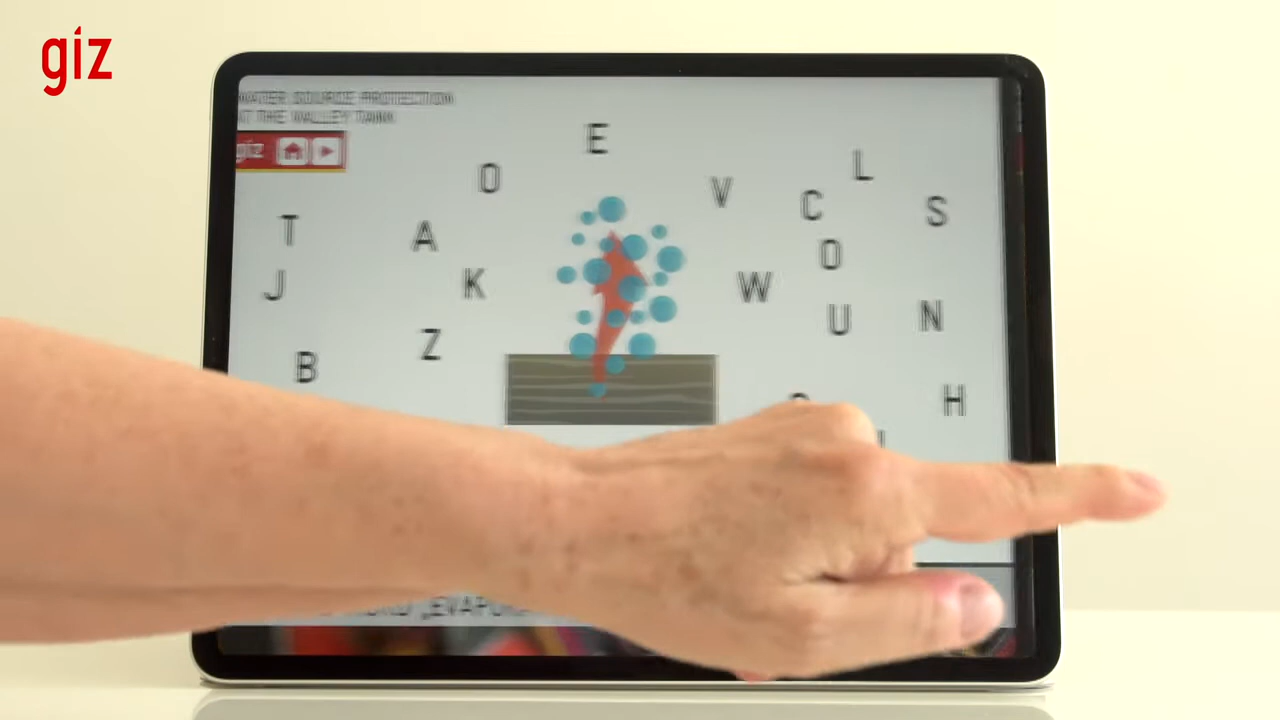 giz
WATER SOURCE PROTECTION
AT THE VALLEY TANK
giz
E
L
O
V
C
S
T
A
O
J
K
W
Z
U
N
B
H